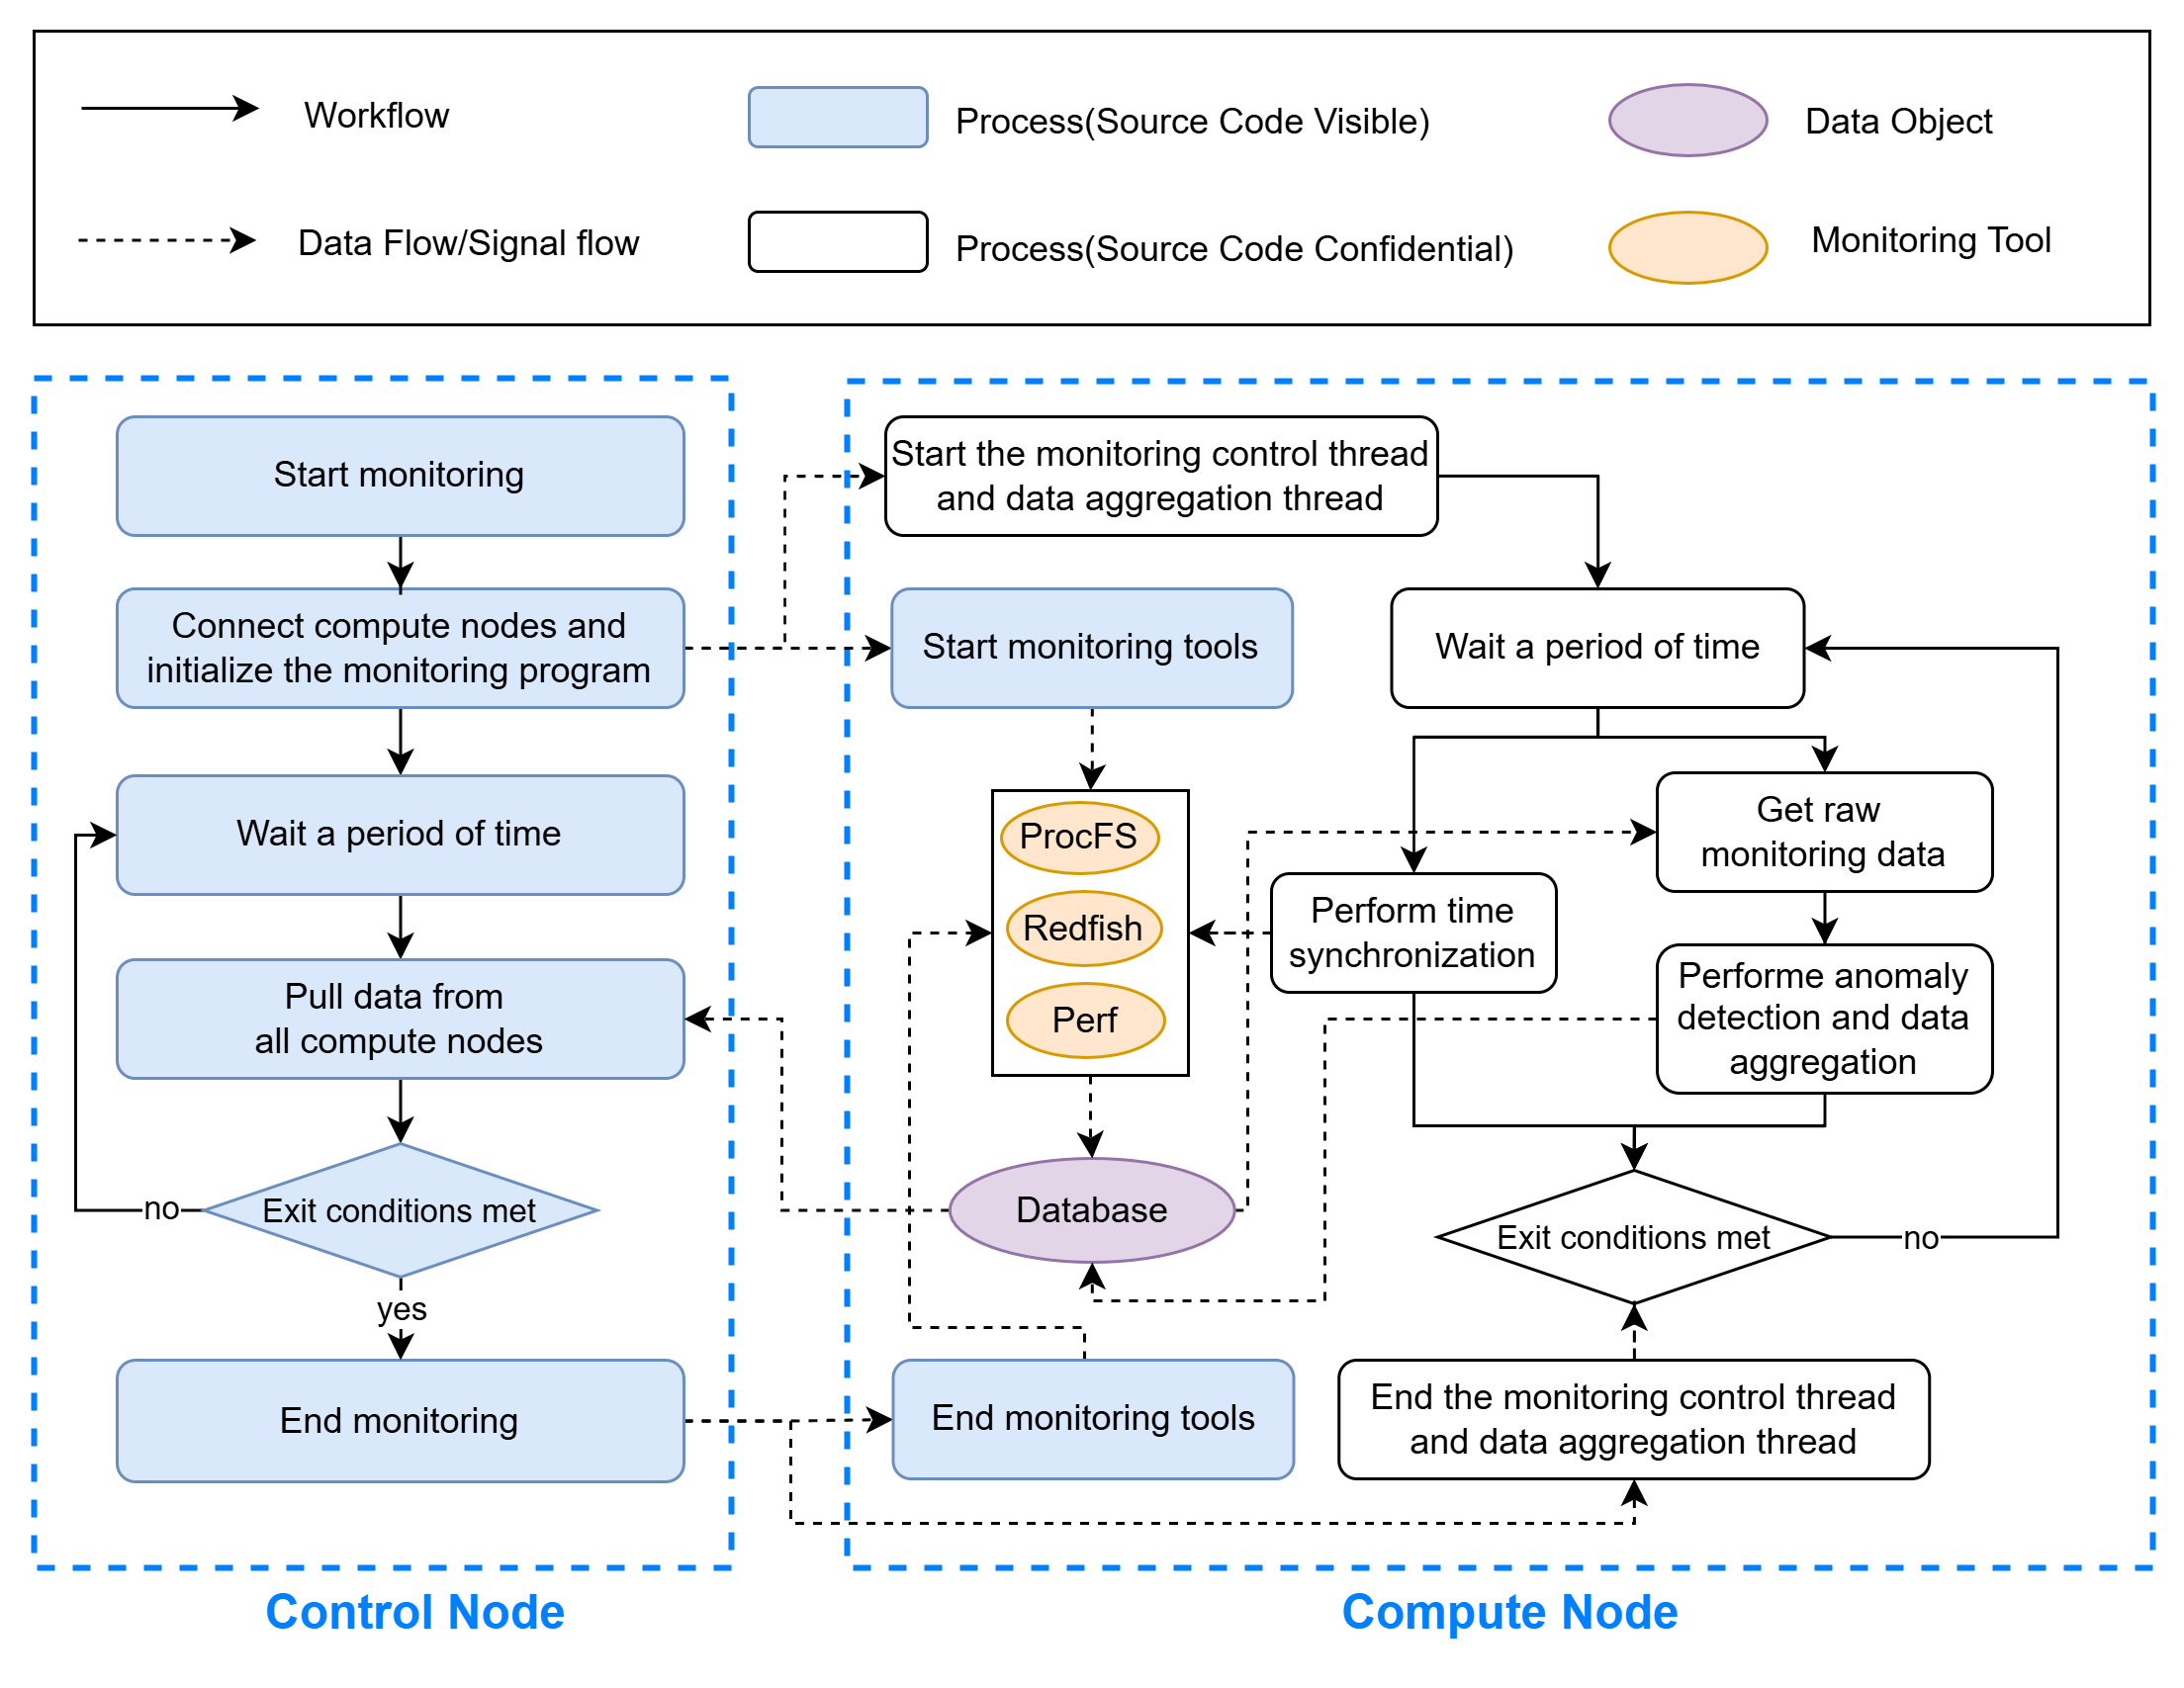 Workflow
Process(Source Code Visible)
Data Object
Data Flow/Signal flow
Process(Source Code Confidential)
Monitoring Tool
Start monitoring
Connect compute nodes and
initialize the monitoring program
Wait a period of time
Pull data from
all compute nodes
Exit conditions met
no
yes
End monitoring
Control Node
Start the monitoring control thread
and data aggregation thread
Start monitoring tools
Wait a period of time
ProcFS
Redfish
Perf
Perform time
synchronization
Get raw
monitoring data
Performe anomaly
detection and data
aggregation
Database
Exit conditions met
no
End monitoring tools
End the monitoring control thread
and data aggregation thread
Compute Node